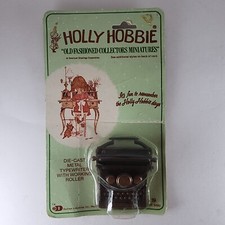 HOLLY HOBBIE
"OLD FASHIONED COLLECTORS MINIATURES"
It's fun to remember
the Holly Hobbie days
DIE-CAST
METAL
TYPEWRITER
WITH WORKING
ROLLER